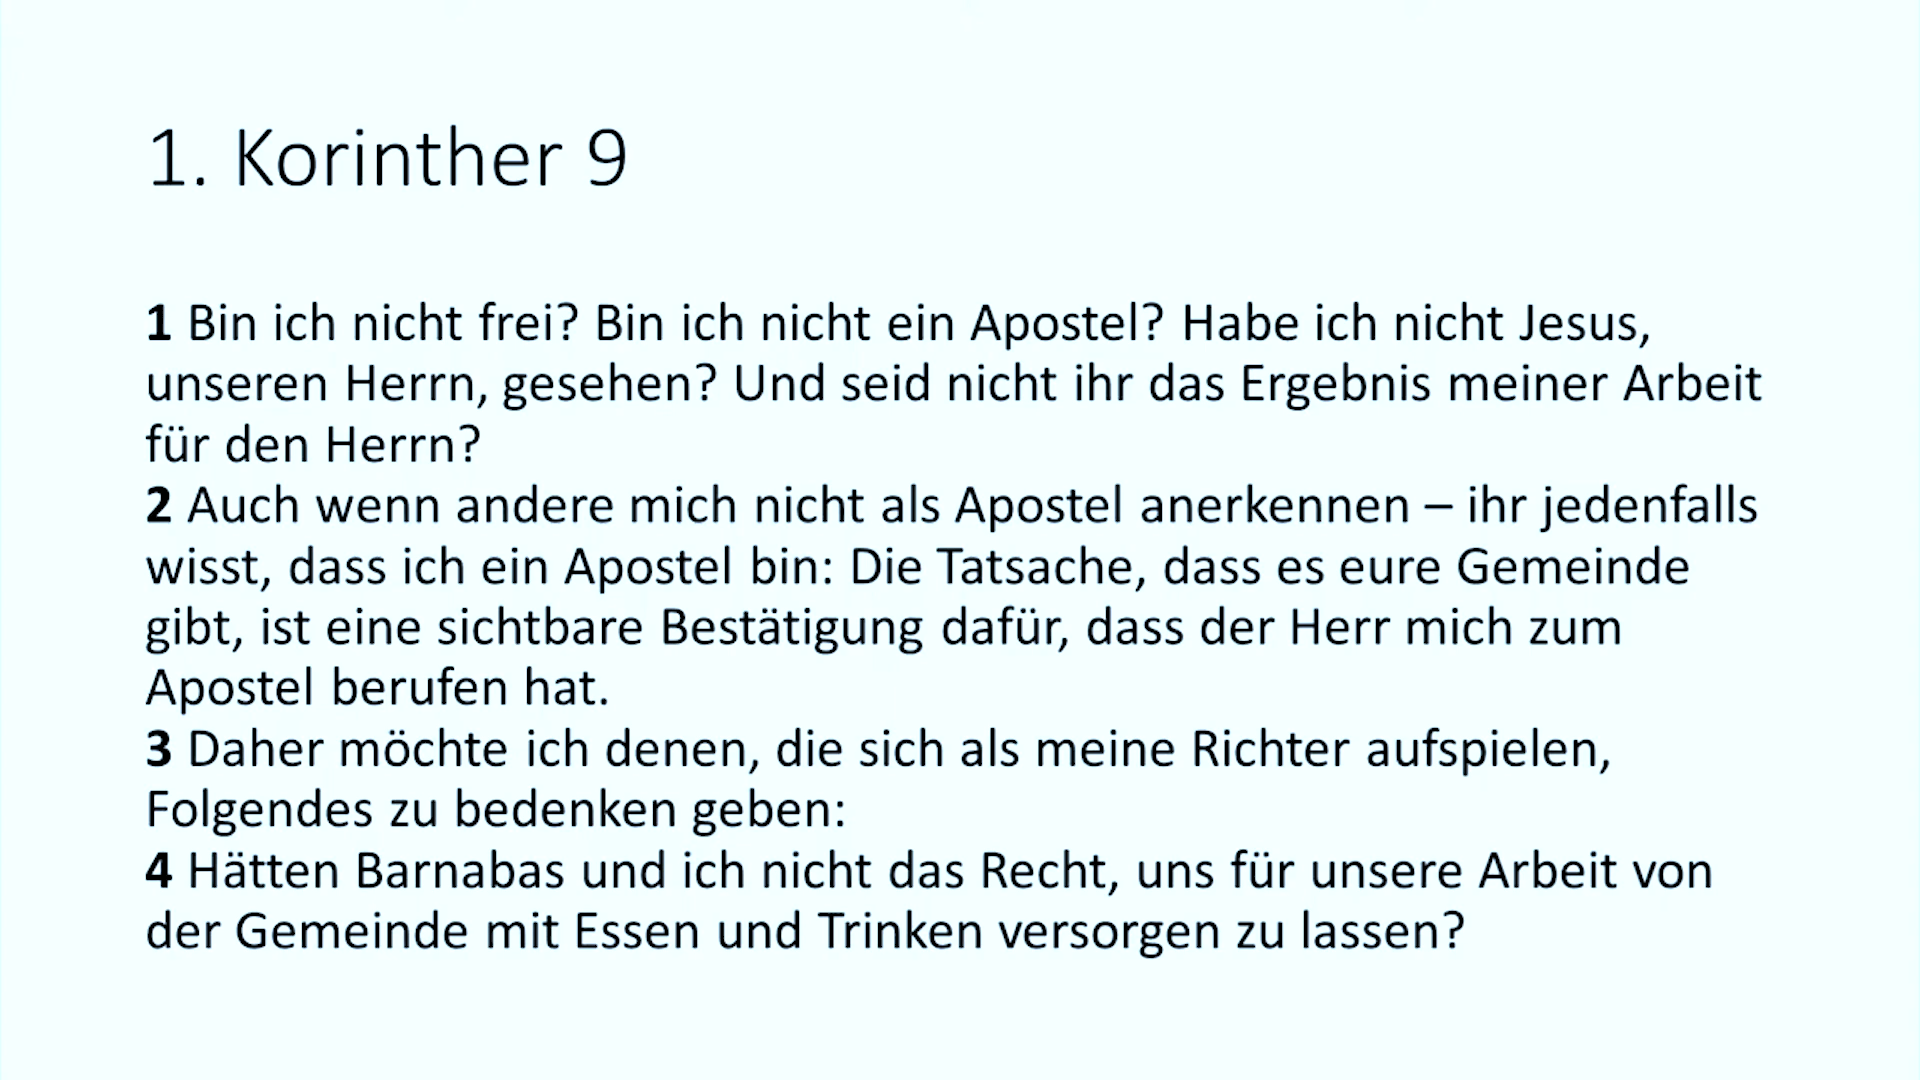 1. Korinther 9
1 Bin ich nicht frei? Bin ich nicht ein Apostel? Habe ich nicht Jesus,
unseren Herrn, gesehen? Und seid nicht ihr das Ergebnis meiner Arbeit
für den Herrn?
2 Auch wenn andere mich nicht als Apostel anerkennen – ihr jedenfalls
wisst, dass ich ein Apostel bin: Die Tatsache, dass es eure Gemeinde
gibt, ist eine sichtbare Bestätigung dafür, dass der Herr mich zum
Apostel berufen hat.
3 Daher möchte ich denen, die sich als meine Richter aufspielen,
Folgendes zu bedenken geben:
4 Hätten Barnabas und ich nicht das Recht, uns für unsere Arbeit von
der Gemeinde mit Essen und Trinken versorgen zu lassen?